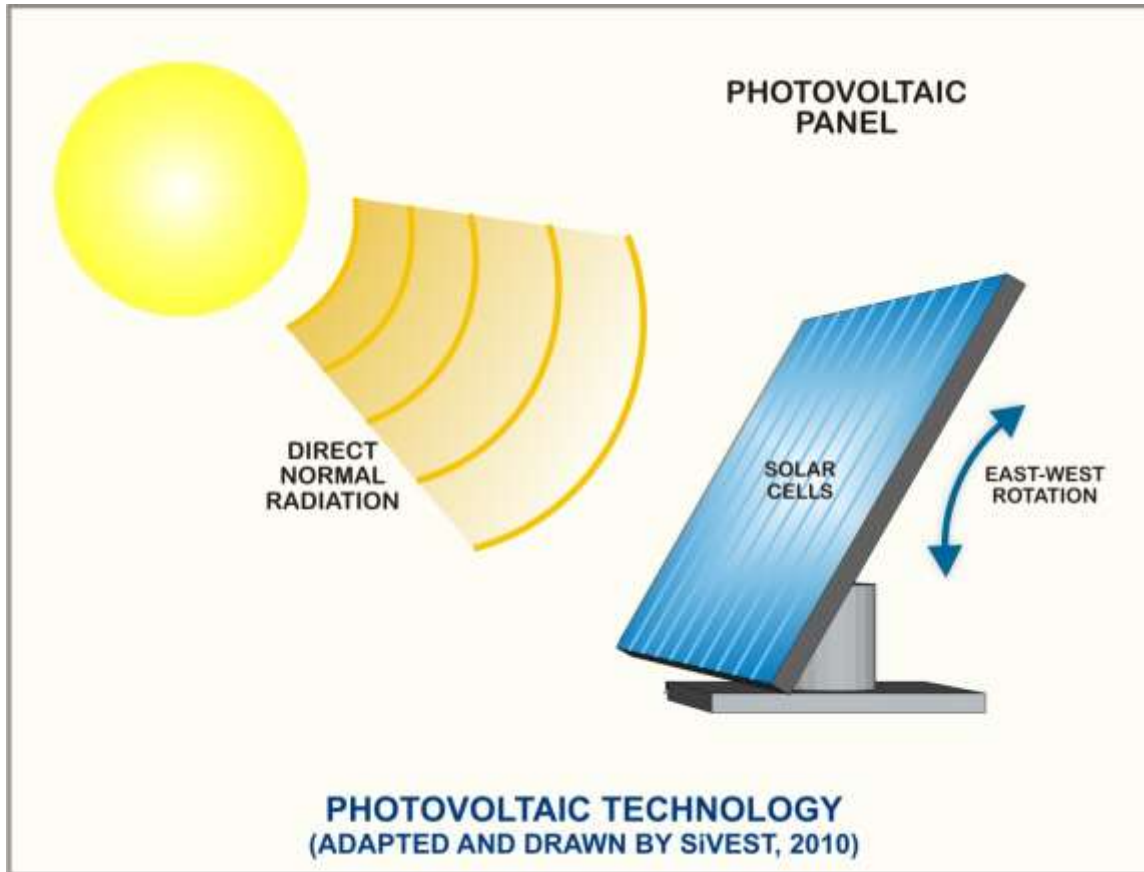 PHOTOVOLTAIC
PANEL
DIRECT
NORMAL
RADIATION
SOLAR
CELLS
EAST-WEST
ROTATION
PHOTOVOLTAIC TECHNOLOGY
(ADAPTED AND DRAWN BY SiVEST, 2010)